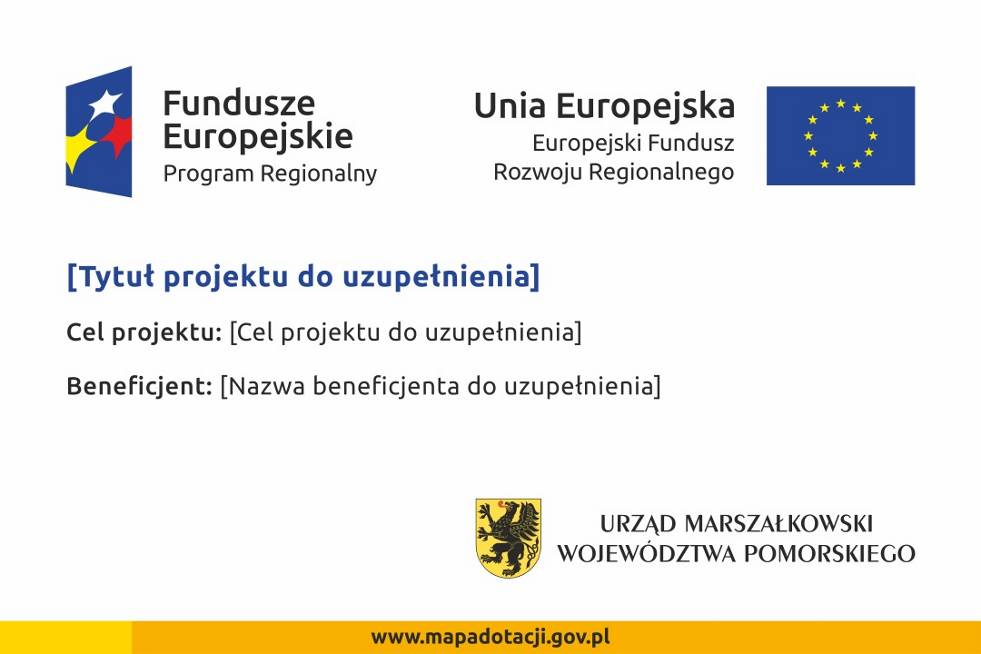 Fundusze
Europejskie
Program Regionalny
Unia Europejska
Europejski Fundusz
Rozwoju Regionalnego
[Tytuł projektu do uzupełnienia]
Cel projektu: [Cel projektu do uzupełnienia]
Beneficjent: [Nazwa beneficjenta do uzupełnienia]
URZĄD MARSZAŁKOWSKI
WOJEWÓDZTWA POMORSKIEGO
www.mapadotacji.gov.pl